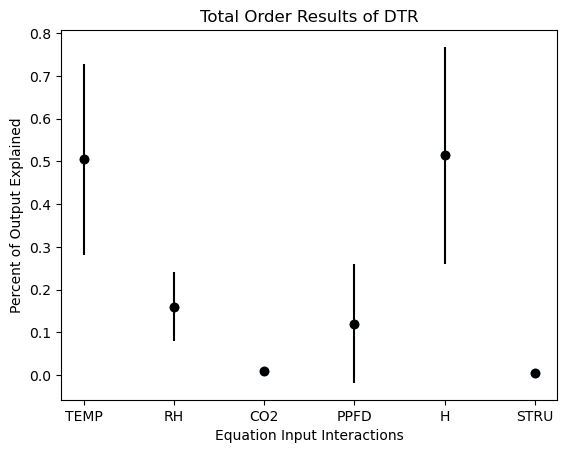 Total Order Results of DTR
Percent of Output Explained
0.8
0.7
0.6
0.5
0.4
0.3
0.2
0.1
0.0
TEMP RH CO2 PPFD H STRU
Equation Input Interactions